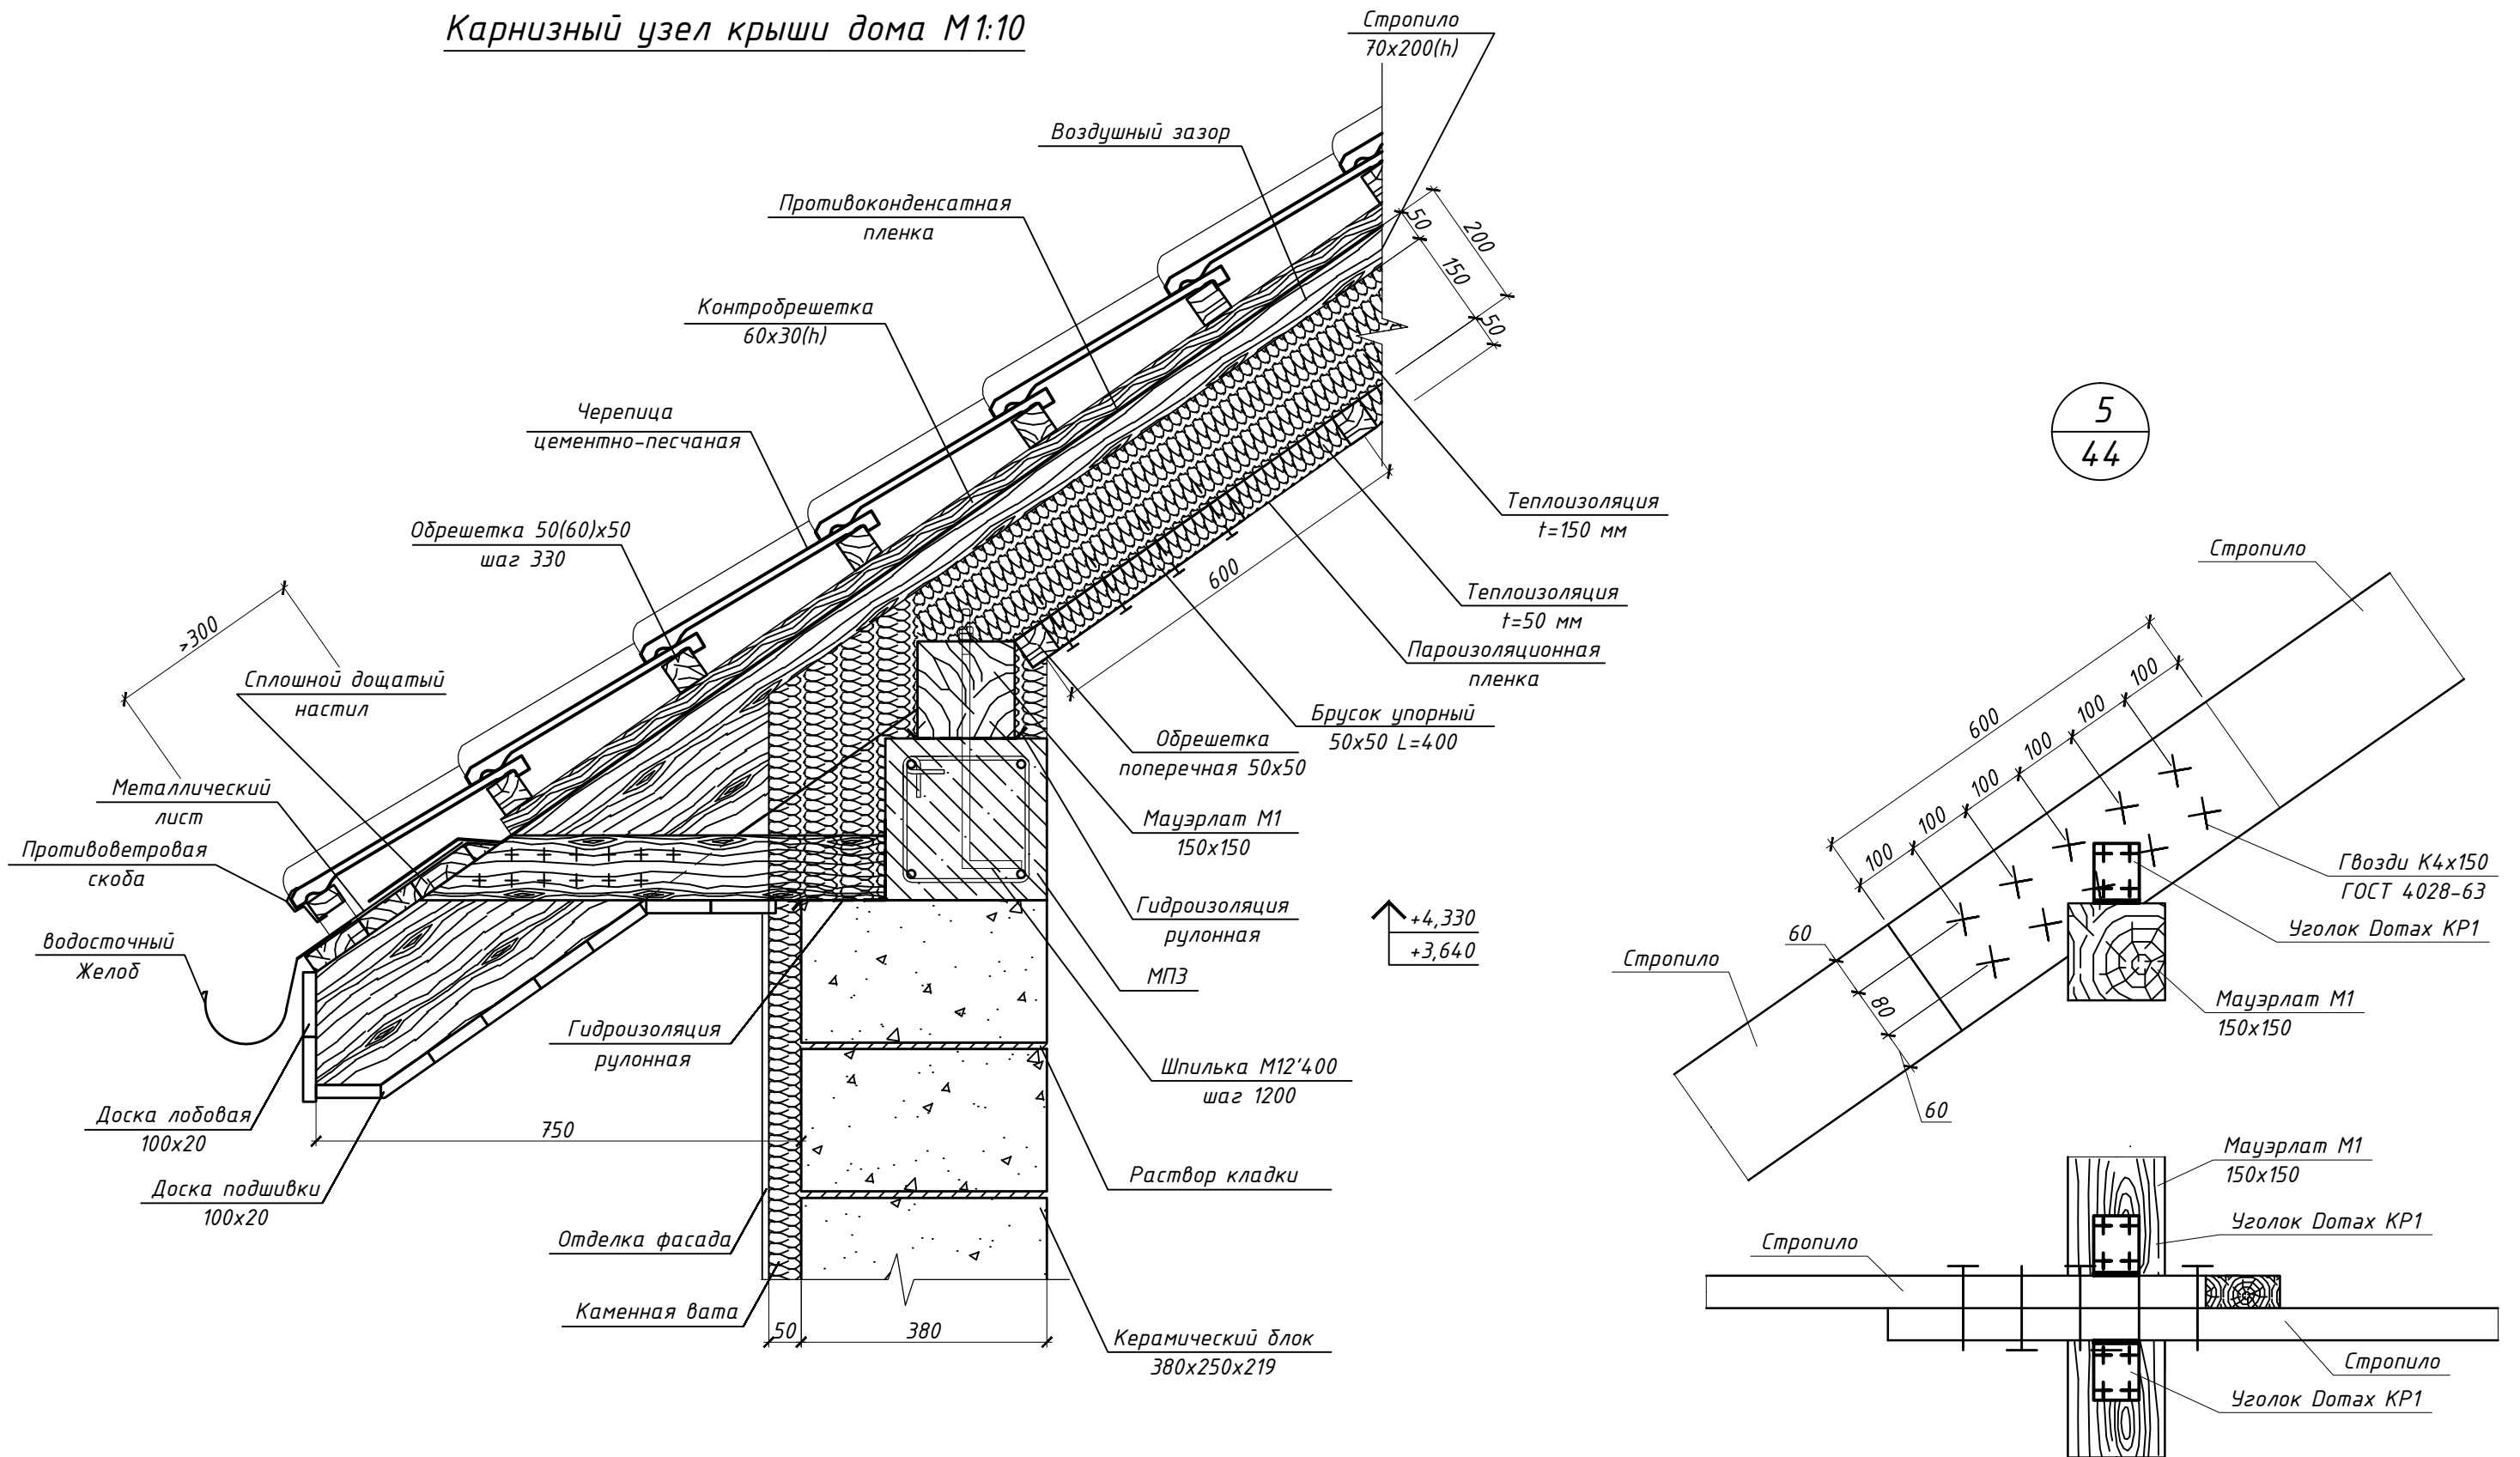 Карнизный узел крыши дома М1:10
Стропило
70х200(h)
Воздушный зазор
Противоконденсатная
пленка
Контробрешетка
60х30(h)
Черепица
цементно-песчаная
Обрешетка 50(60)х50
шаг 330
>300
Сплошной дощатый
настил
Металлический
лист
Противоветровая
скоба
водосточный
Желоб
Доска лобовая
100х20
Доска подшивки
100х20
750
Гидроизоляция
рулонная
Отделка фасада
Каменная вата
50
380
50
200
150
50
600
Теплоизоляция
t=150 мм
Теплоизоляция
t=50 мм
Пароизоляционная
пленка
Брусок упорный
50х50 L=400
Обрешетка
поперечная 50х50
Мауэрлат М1
150х150
Гидроизоляция
рулонная
МПЗ
Шпилька М12'400
шаг 1200
Раствор кладки
Керамический блок
380х250х219
+4,330
+3,640
5
44
Стропило
600
100
100
100
100
100
100
Гвозди К4х150
ГОСТ 4028-63
Уголок Domax КР1
Мауэрлат М1
150х150
Стропило
60
80
60
Мауэрлат М1
150х150
Уголок Domax КР1
Стропило
Стропило
Уголок Domax КР1